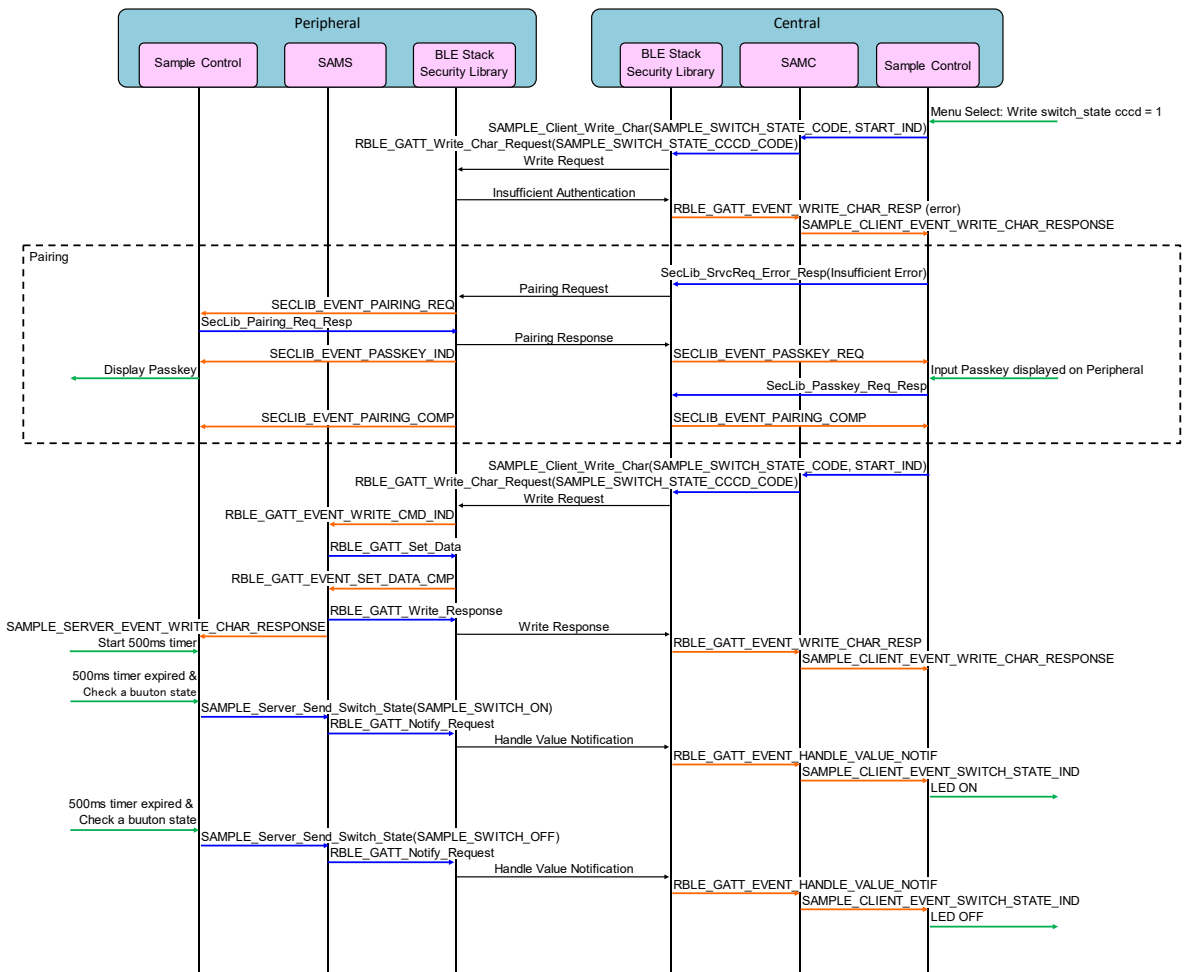 Peripheral
Central
Sample Control
SAMS
BLE Stack
Security Library
BLE Stack
Security Library
SAMC
Sample Control
Menu Select: Write switch_state cccd = 1
SAMPLE_Client_Write_Char(SAMPLE_SWITCH_STATE_CODE, START_IND)
RBLE_GATT_Write_Char_Request(SAMPLE_SWITCH_STATE_CCCD_CODE)
Write Request
Insufficient Authentication
RBLE_GATT_EVENT_WRITE_CHAR_RESP (error)
SAMPLE_CLIENT_EVENT_WRITE_CHAR_RESPONSE
Pairing
SecLib_SrvcReq_Error_Resp(Insufficient Error)
Pairing Request
SECLIB_EVENT_PAIRING_REQ
SecLib_Pairing_Req_Resp
Pairing Response
SECLIB_EVENT_PASSKEY_IND
SECLIB_EVENT_PASSKEY_REQ
Display Passkey
Input Passkey displayed on Peripheral
SecLib_Passkey_Req_Resp
SECLIB_EVENT_PAIRING_COMP
SECLIB_EVENT_PAIRING_COMP
SAMPLE_Client_Write_Char(SAMPLE_SWITCH_STATE_CODE, START_IND)
RBLE_GATT_Write_Char_Request(SAMPLE_SWITCH_STATE_CCCD_CODE)
Write Request
RBLE_GATT_EVENT_WRITE_CMD_IND
RBLE_GATT_Set_Data
RBLE_GATT_EVENT_SET_DATA_CMP
RBLE_GATT_Write_Response
SAMPLE_SERVER_EVENT_WRITE_CHAR_RESPONSE
Write Response
Start 500ms timer
RBLE_GATT_EVENT_WRITE_CHAR_RESP
SAMPLE_CLIENT_EVENT_WRITE_CHAR_RESPONSE
500ms timer expired &
Check a buuton state
SAMPLE_Server_Send_Switch_State(SAMPLE_SWITCH_ON)
RBLE_GATT_Notify_Request
Handle Value Notification
RBLE_GATT_EVENT_HANDLE_VALUE_NOTIF
SAMPLE_CLIENT_EVENT_SWITCH_STATE_IND
LED ON
500ms timer expired &
Check a buuton state
SAMPLE_Server_Send_Switch_State(SAMPLE_SWITCH_OFF)
RBLE_GATT_Notify_Request
Handle Value Notification
RBLE_GATT_EVENT_HANDLE_VALUE_NOTIF
SAMPLE_CLIENT_EVENT_SWITCH_STATE_IND
LED OFF